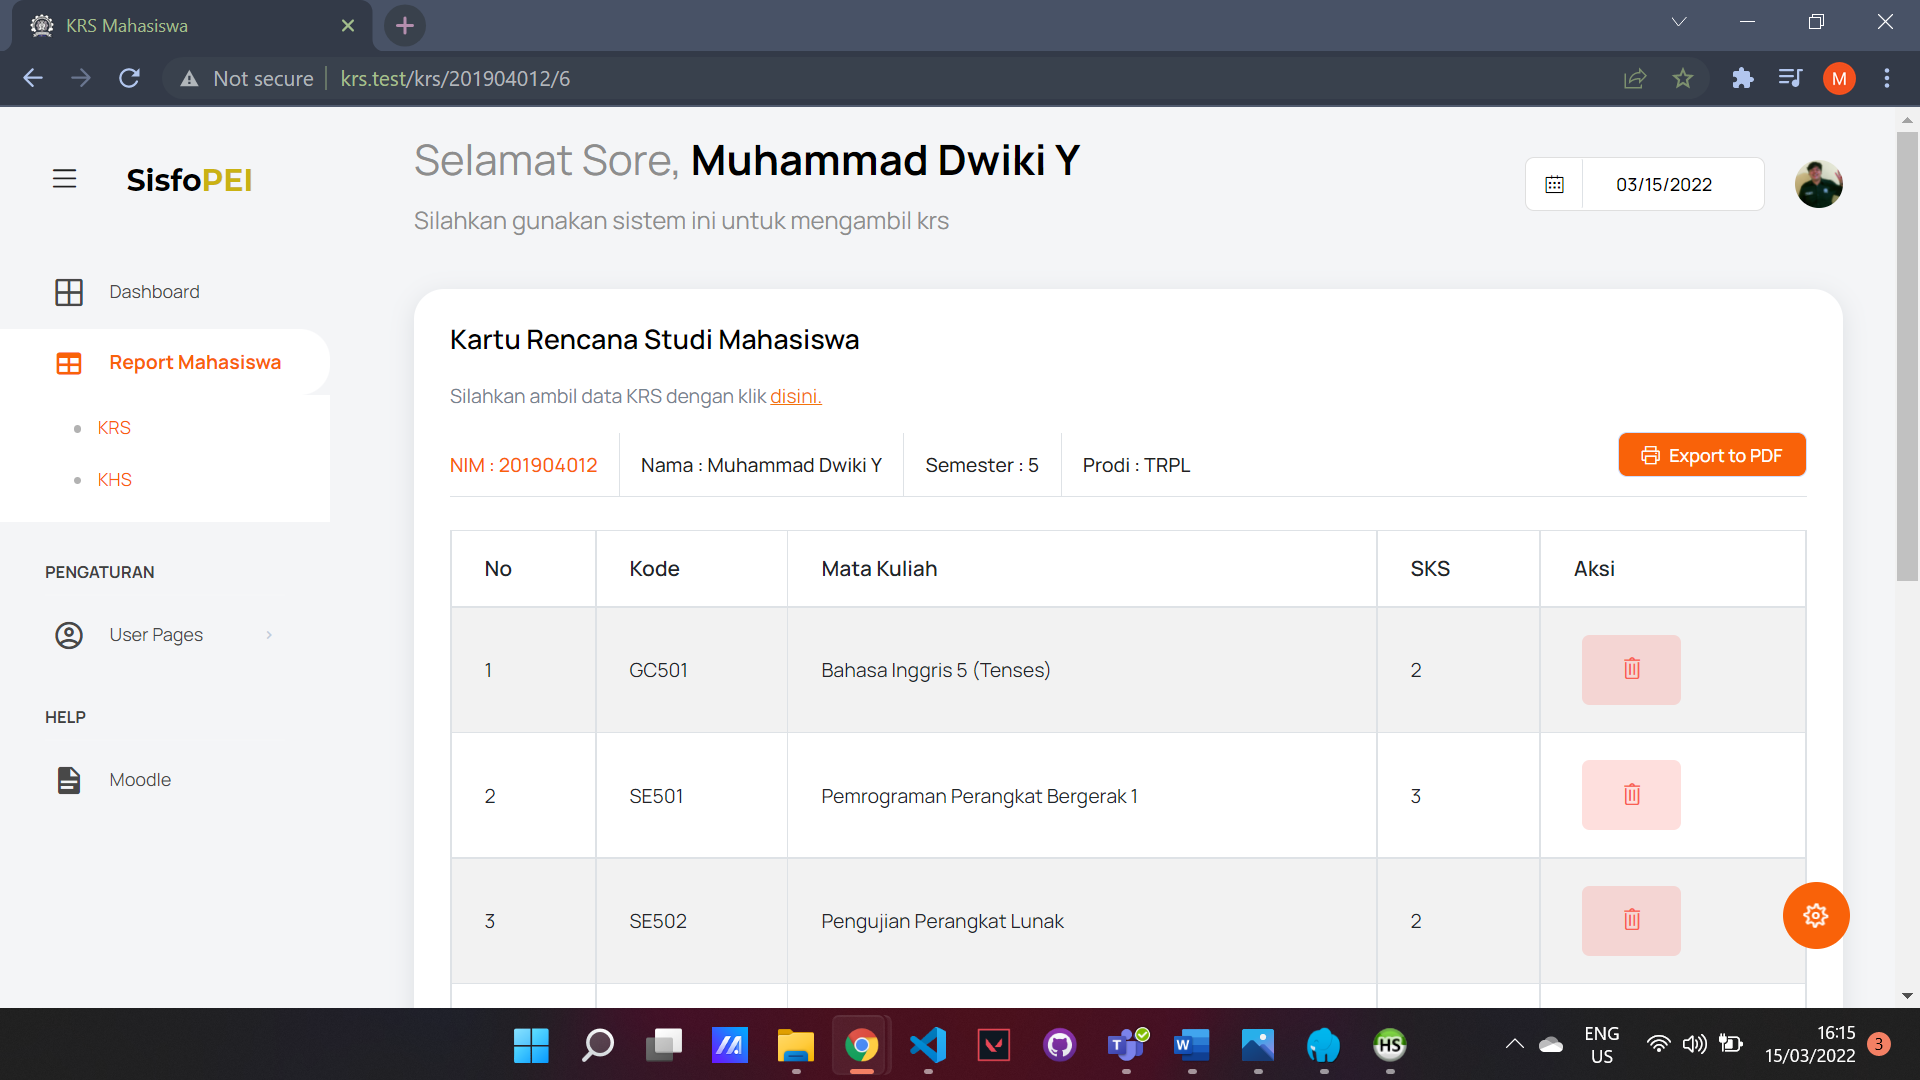 KRS Mahasiswa
Not secure
krs.test/krs/201904012/6
M
SisfoPEI
Selamat Sore, Muhammad Dwiki Y
Silahkan gunakan sistem ini untuk mengambil krs
03/15/2022
Dashboard
Report Mahasiswa
KRS
KHS
PENGATURAN
User Pages
HELP
Moodle
Kartu Rencana Studi Mahasiswa
Silahkan ambil data KRS dengan klik disini.
NIM : 201904012
Nama : Muhammad Dwiki Y
Semester : 5
Prodi : TRPL
Export to PDF
No Kode Mata Kuliah SKS Aksi
1 GC501 Bahasa Inggris 5 (Tenses) 2
2 SE501 Pemrograman Perangkat Bergerak 1 3
3 SE502 Pengujian Perangkat Lunak 2
T
W
HS
ENG
US
16:15
15/03/2022
3